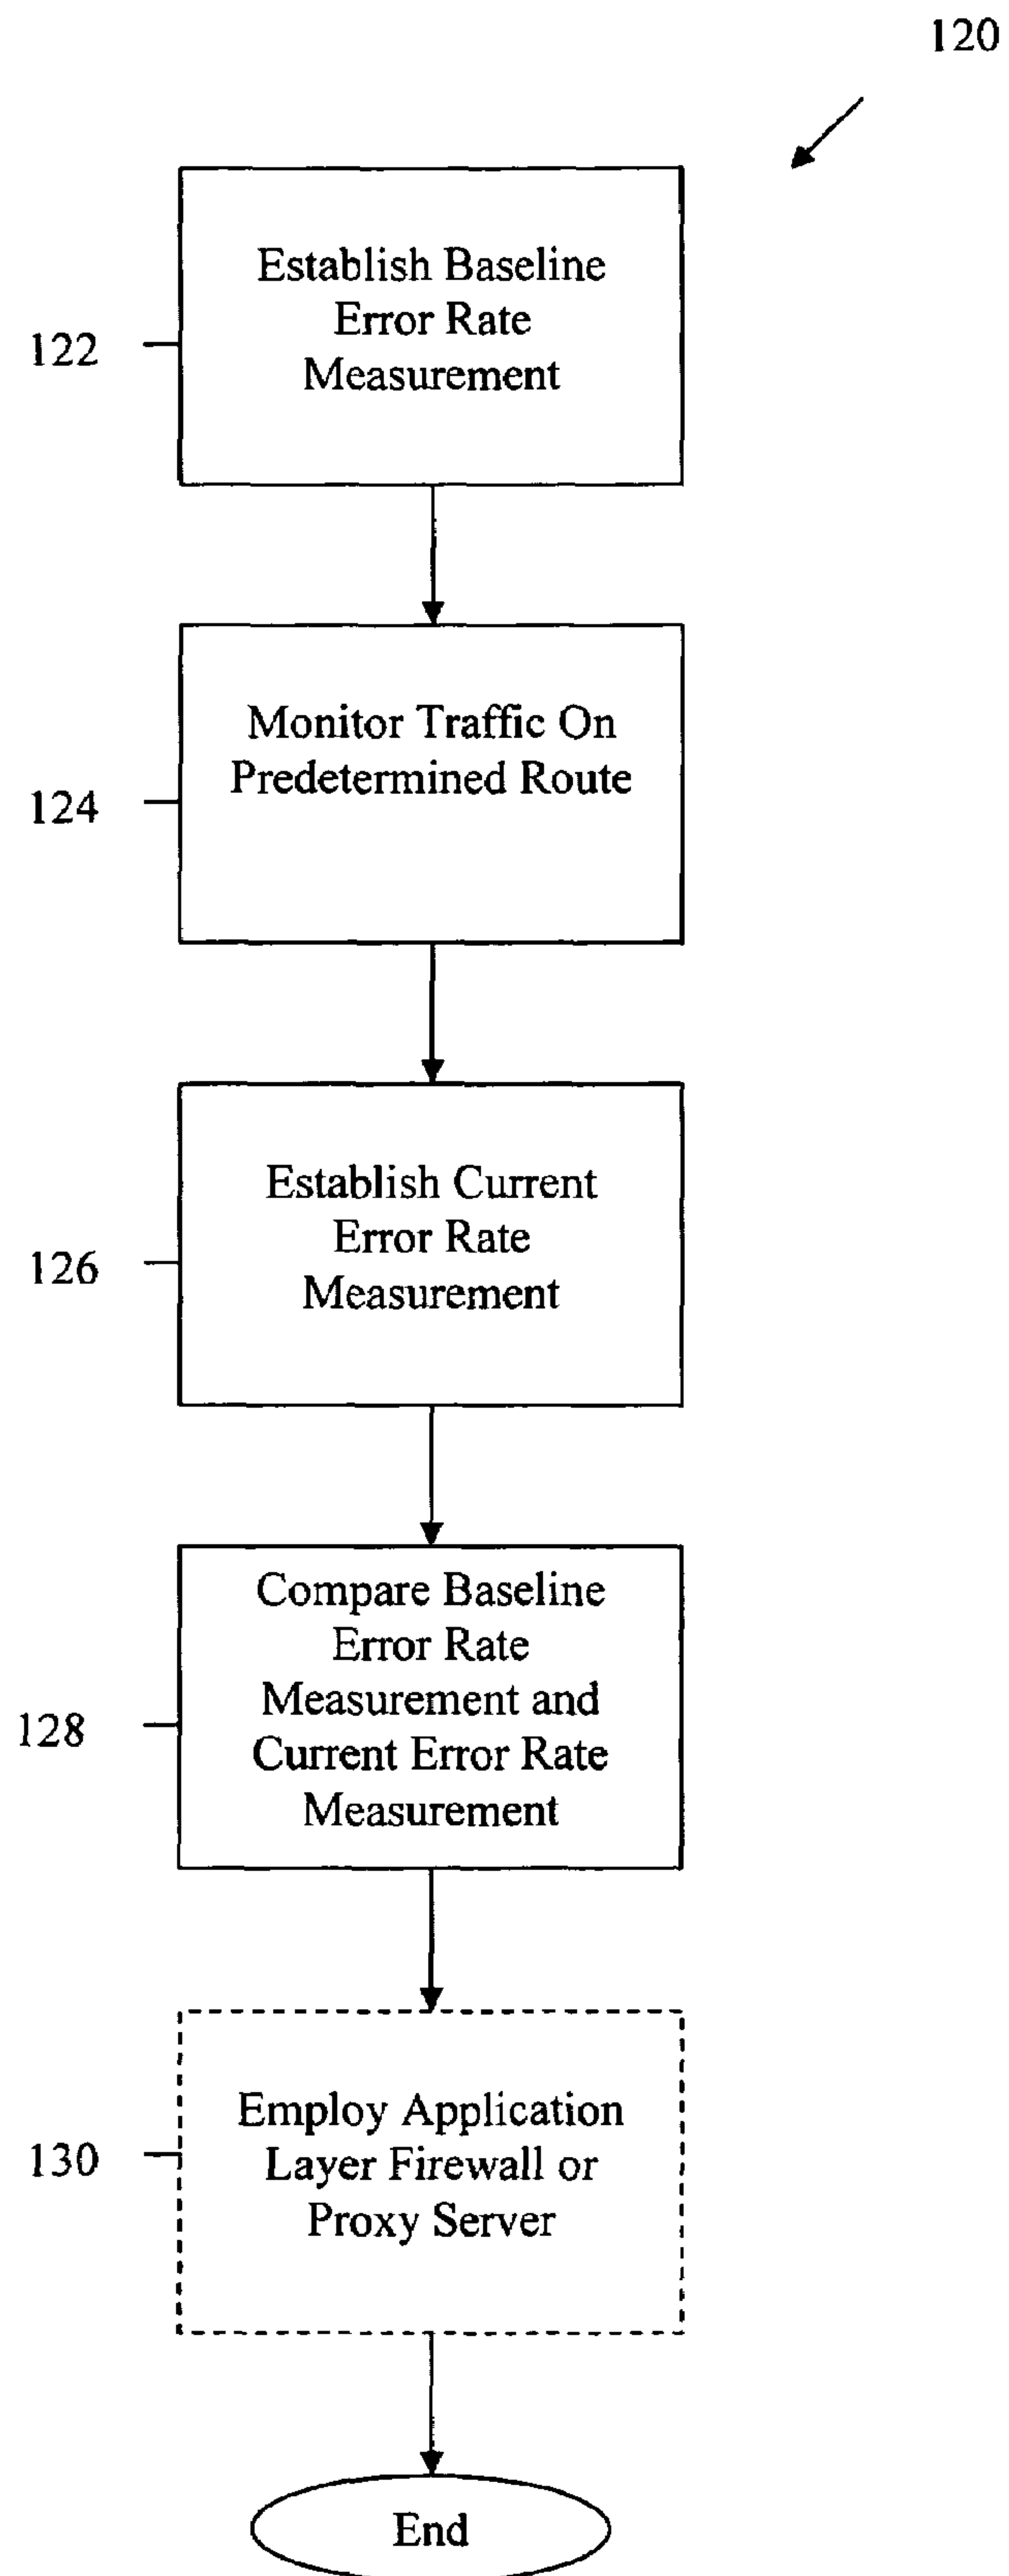 120
Establish Baseline
Error Rate
Measurement
122
Monitor Traffic On
Predetermined Route
124
Establish Current
Error Rate
Measurement
126
Compare Baseline
Error Rate
Measurement and
Current Error Rate
Measurement
128
Employ Application
Layer Firewall or
Proxy Server
130
End